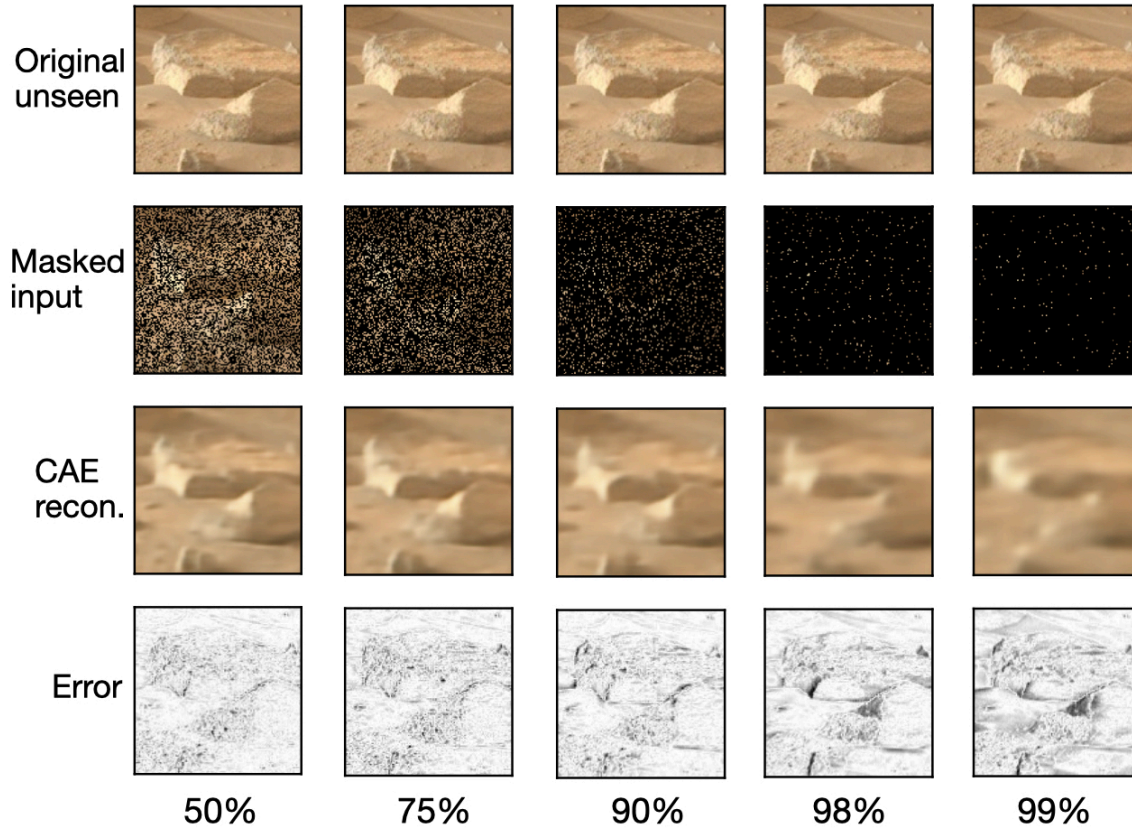 Original
unseen
Masked
input
CAE
recon.
Error
50% 75% 90% 98% 99%